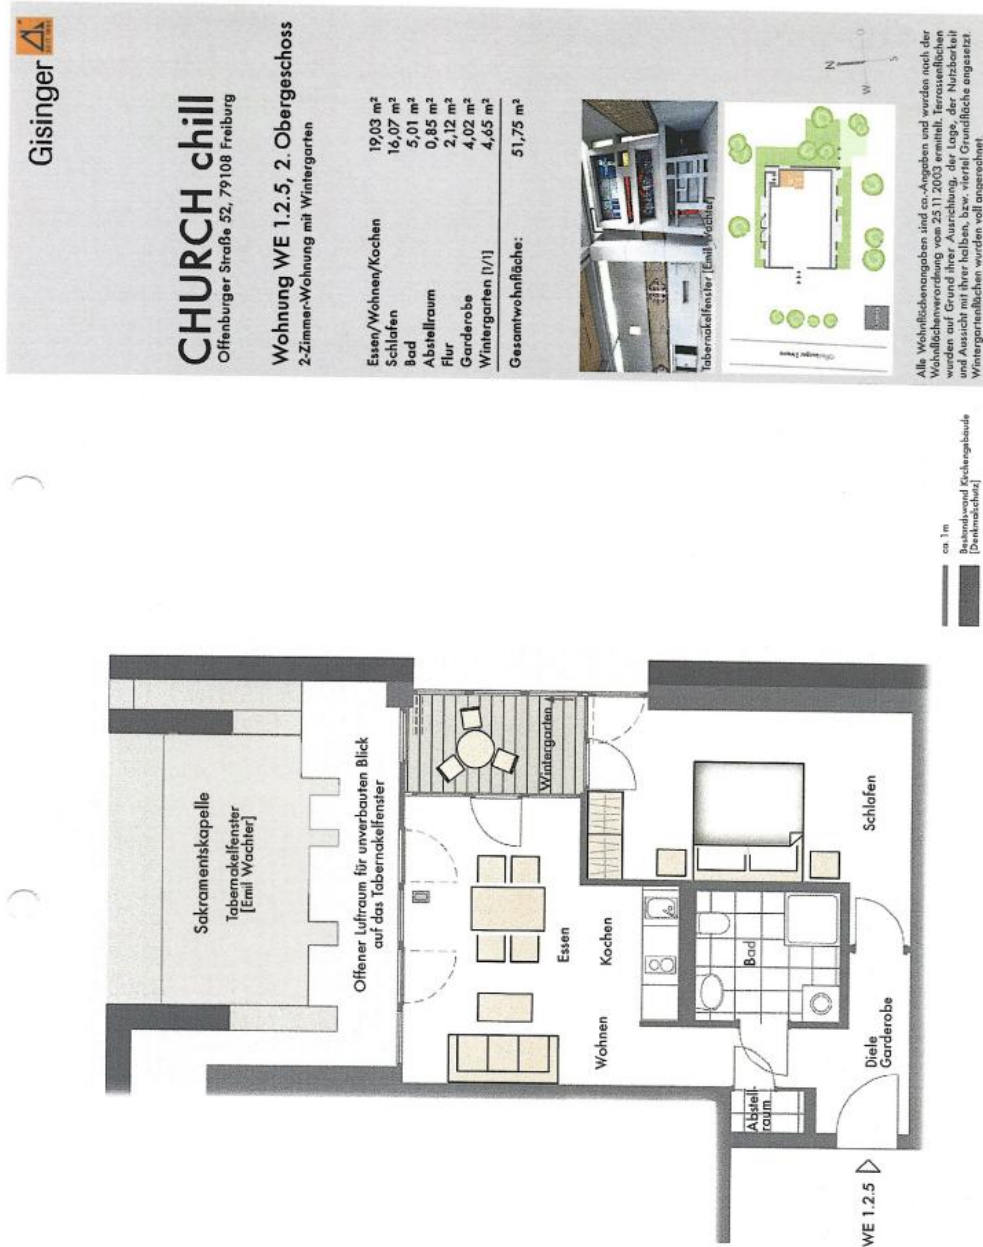 Gisinger
SEIT 1895
CHURCH chill
Offenburger Straße 52, 79108 Freiburg
Wohnung WE 1.2.5, 2. Obergeschoss
2-Zimmer-Wohnung mit Wintergarten
Essen/Wohnen/Kochen 19,03 m²
Schlafen 16,07 m²
Bad 5,01 m²
Abstellraum 0,85 m²
Flur 2,12 m²
Garderobe 4,02 m²
Wintergarten [1/1] 4,65 m²
Gesamtwohnfläche: 51,75 m²
Tabernakelfenster [Emil Wachter]
Offenburger Strasse
N
O
S
W
Alle Wohnflächenangaben sind ca.-Angaben und wurden nach der
Wohnflächenverordnung vom 25 11 2003 ermittelt. Terrassenflächen
wurden auf Grund ihrer Ausrichtung, der Lage, der Nutzbarkeit
und Aussicht mit ihrer halben, bzw. viertel Grundfläche angesetzt.
Wintergartenflächen wurden voll angerechnet.
ca. 1m
Bestandswand Kirchengebäude
[Denkmalschutz]
Sakramentskapelle
Tabernakelfenster
[Emil Wachter]
Offener Luftraum für unverbauten Blick
auf das Tabernakelfenster
Wintergarten
Essen
Kochen
Wohnen
Schlafen
Bad
Abstell-
raum
Diele
Garderobe
WE 1.2.5